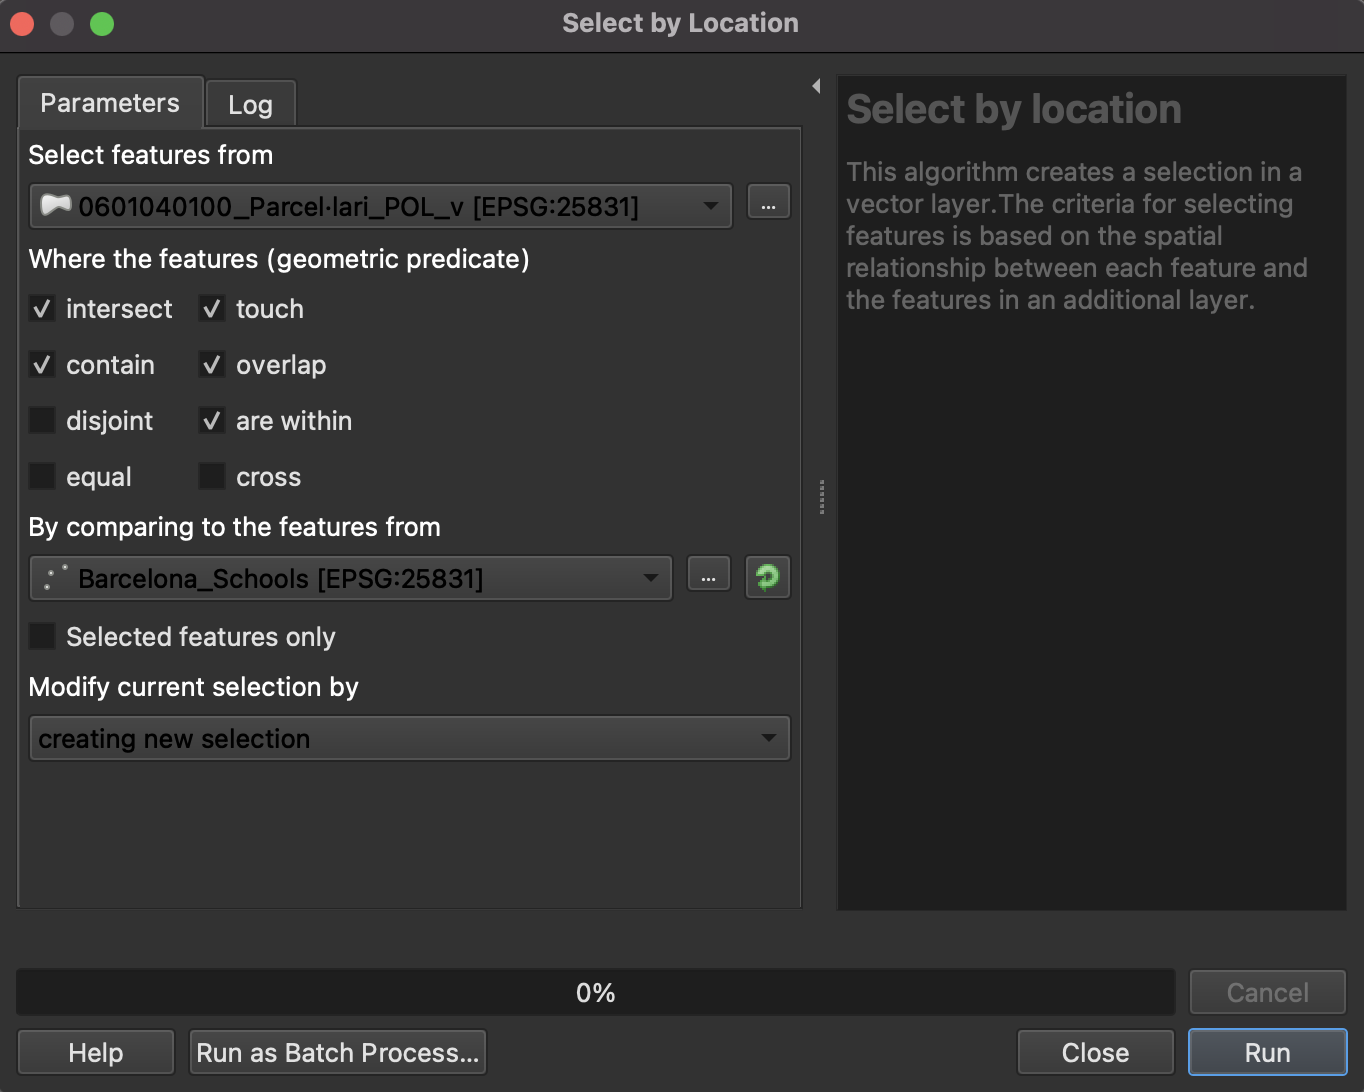 Select by Location
Parameters
Log
Select features from
0601040100_Parcel·lari_POL_v [EPSG:25831]
...
Where the features (geometric predicate)
intersect
touch
contain
overlap
disjoint
are within
equal
cross
By comparing to the features from
Barcelona_Schools [EPSG:25831]
...
Selected features only
Modify current selection by
creating new selection
Select by location
This algorithm creates a selection in a
vector layer.The criteria for selecting
features is based on the spatial
relationship between each feature and
the features in an additional layer.
0%
Cancel
Help
Run as Batch Process...
Close
Run